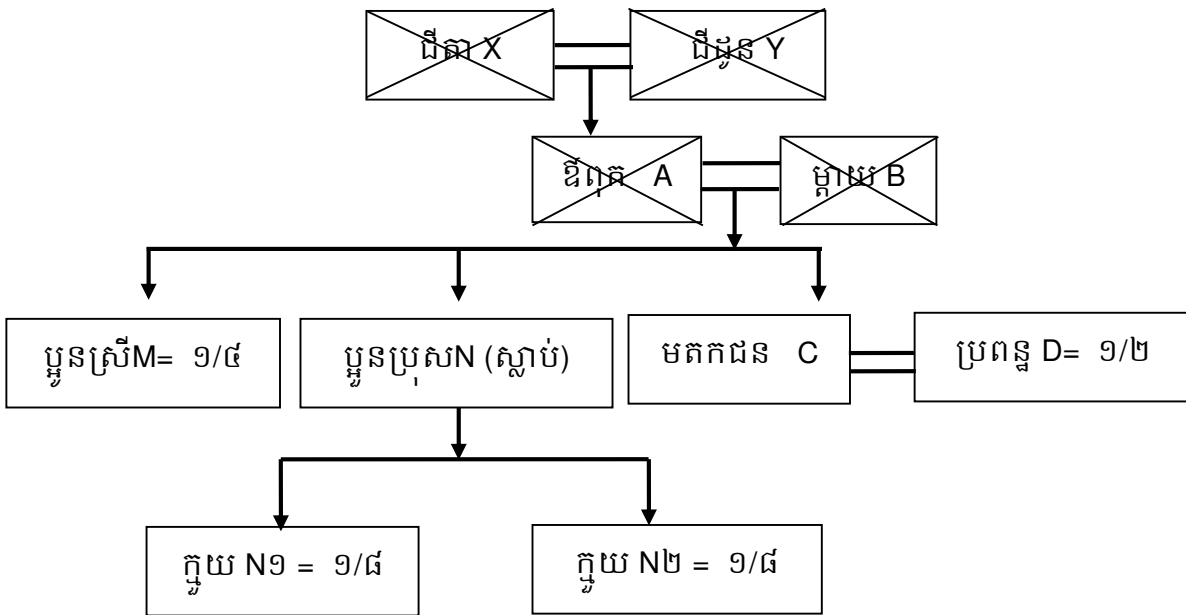 ជីតា X
ជីដូន Y
ឪពុក A
ម្តាយ B
ប្អូនស្រីM= ១/៤
ប្អួនប្រុសN (ស្លាប់)
មតកជន C
ប្រពន្ឋ D= ១/២
ក្មួយ N១ = ១/៨
ក្មួយ N២ = ១/៨